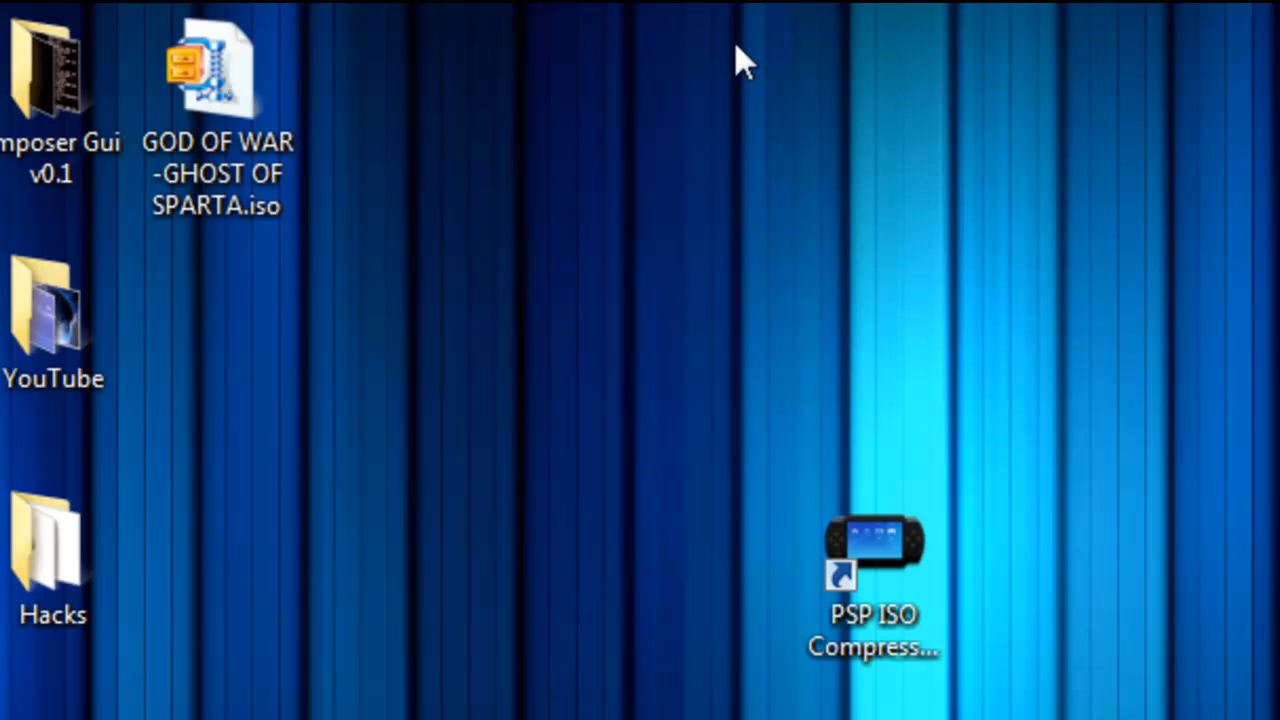 mposer Gui
v0.1
GOD OF WAR
-GHOST OF
SPARTA.iso
YouTube
Hacks
PSP ISO
Compress...